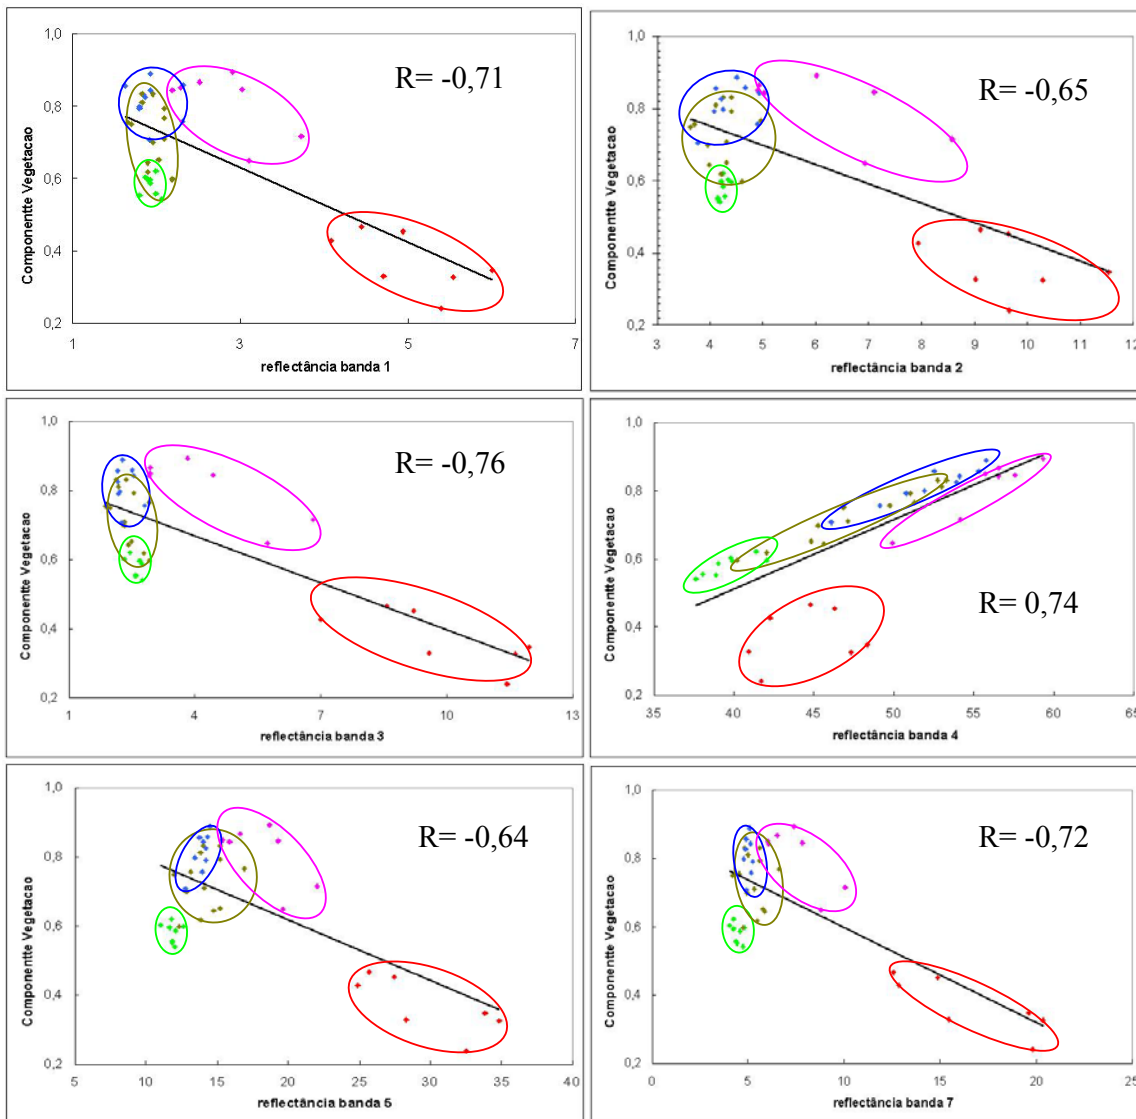 1,0
0,8
0,6
0,4
0,2
Componentte Vegetacao
R= -0,71
1 3 5 7
reflectância banda 1
1,0
0,8
0,6
0,4
0,2
Componentte Vegetacao
R= -0,65
3 4 5 6 7 8 9 10 11 12
reflectância banda 2
1,0
0,8
0,6
0,4
0,2
Componentte Vegetacao
R= -0,76
1 4 7 10 13
reflectância banda 3
1,0
0,8
0,6
0,4
0,2
Componentte Vegetacao
R= 0,74
35 40 45 50 55 60 65
reflectância banda 4
1,0
0,8
0,6
0,4
0,2
Componentte Vegetacao
R= -0,64
5 10 15 20 25 30 35 40
reflectância banda 5
1,0
0,8
0,6
0,4
0,2
Componentte Vegetacao
R= -0,72
0 5 10 15 20 25
reflectância banda 7